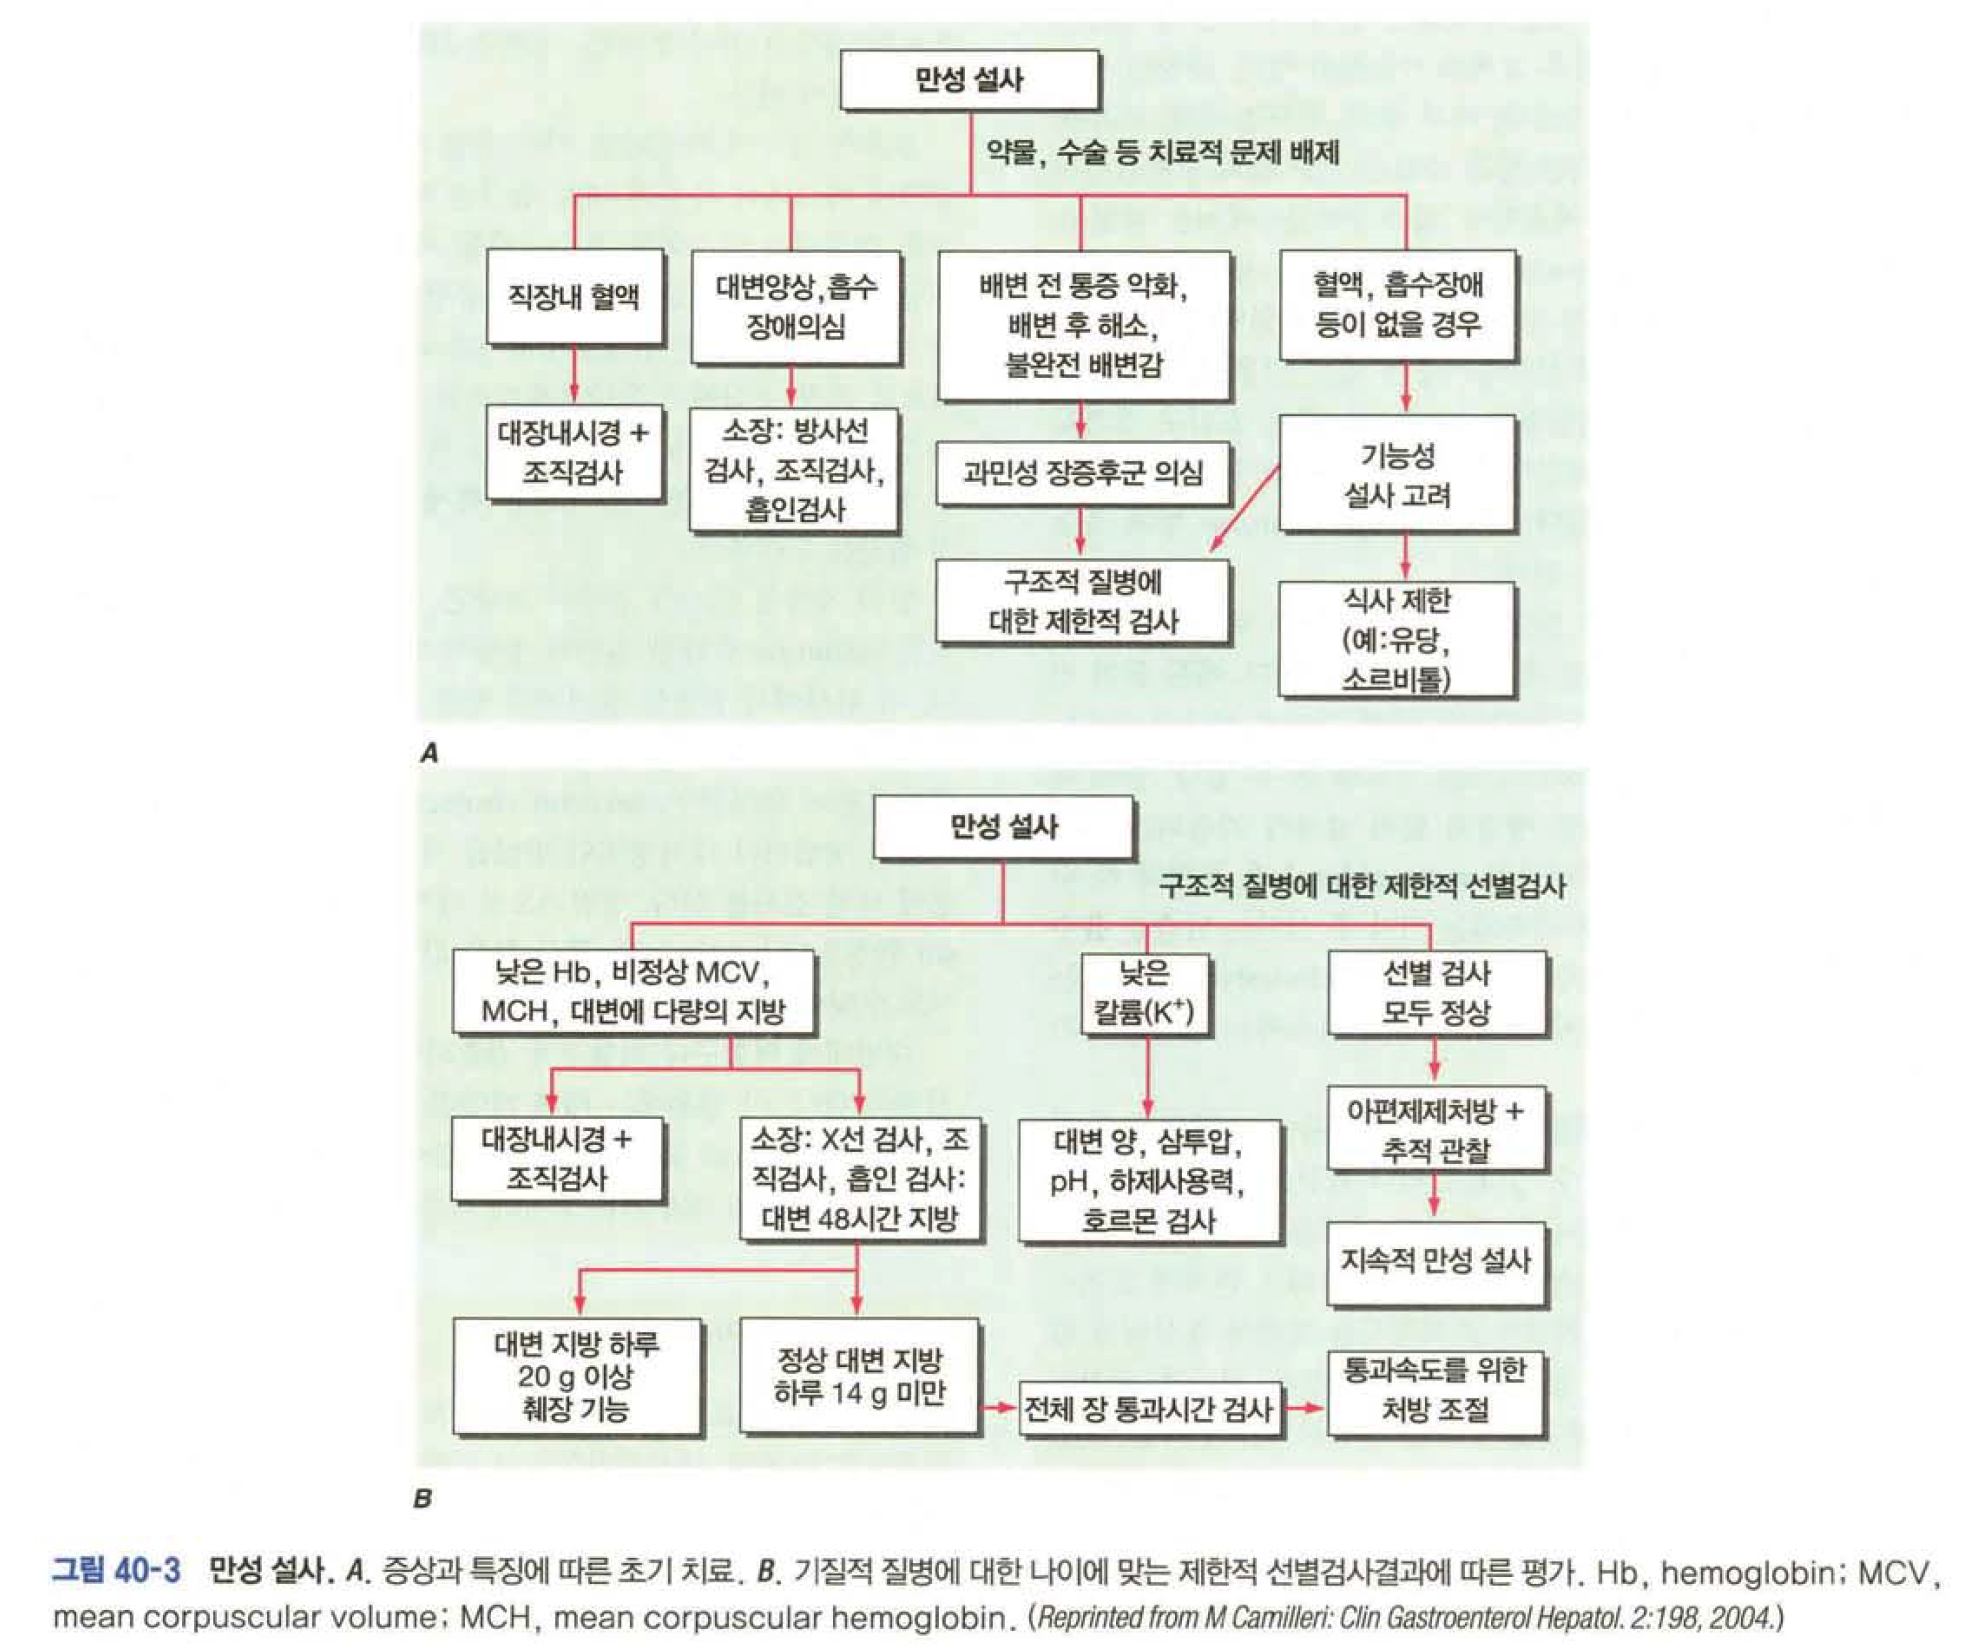 만성 설사
약물, 수술 등 치료적 문제 배제
직장내 혈액
대변양상,흡수
장애의심
배변 전 통증 악화,
배변 후 해소,
불완전 배변감
혈액, 흡수장애
등이 없을 경우
대장내시경 +
조직검사
소장: 방사선
검사, 조직검사,
흡인검사
과민성 장증후군 의심
기능성
설사 고려
구조적 질병에
대한 제한적 검사
식사 제한
(예:유당,
소르비톨)
A
만성 설사
구조적 질병에 대한 제한적 선별검사
낮은 Hb, 비정상 MCV,
MCH, 대변에 다량의 지방
낮은
칼륨(K⁺)
선별 검사
모두 정상
대장내시경 +
조직검사
소장: X선 검사, 조
직검사, 흡인 검사:
대변 48시간 지방
대변 양, 삼투압,
pH, 하제사용력,
호르몬 검사
아편제제처방 +
추적 관찰
지속적 만성 설사
대변 지방 하루
20 g 이상
췌장 기능
정상 대변 지방
하루 14 g 미만
전체 장 통과시간 검사
통과속도를 위한
처방 조절
B
그림 40-3 만성 설사. A. 증상과 특징에 따른 초기 치료. B. 기질적 질병에 대한 나이에 맞는 제한적 선별검사결과에 따른 평가. Hb, hemoglobin; MCV,
mean corpuscular volume; MCH, mean corpuscular hemoglobin. (Reprinted from M Camilleri: Clin Gastroenterol Hepatol. 2:198, 2004.)